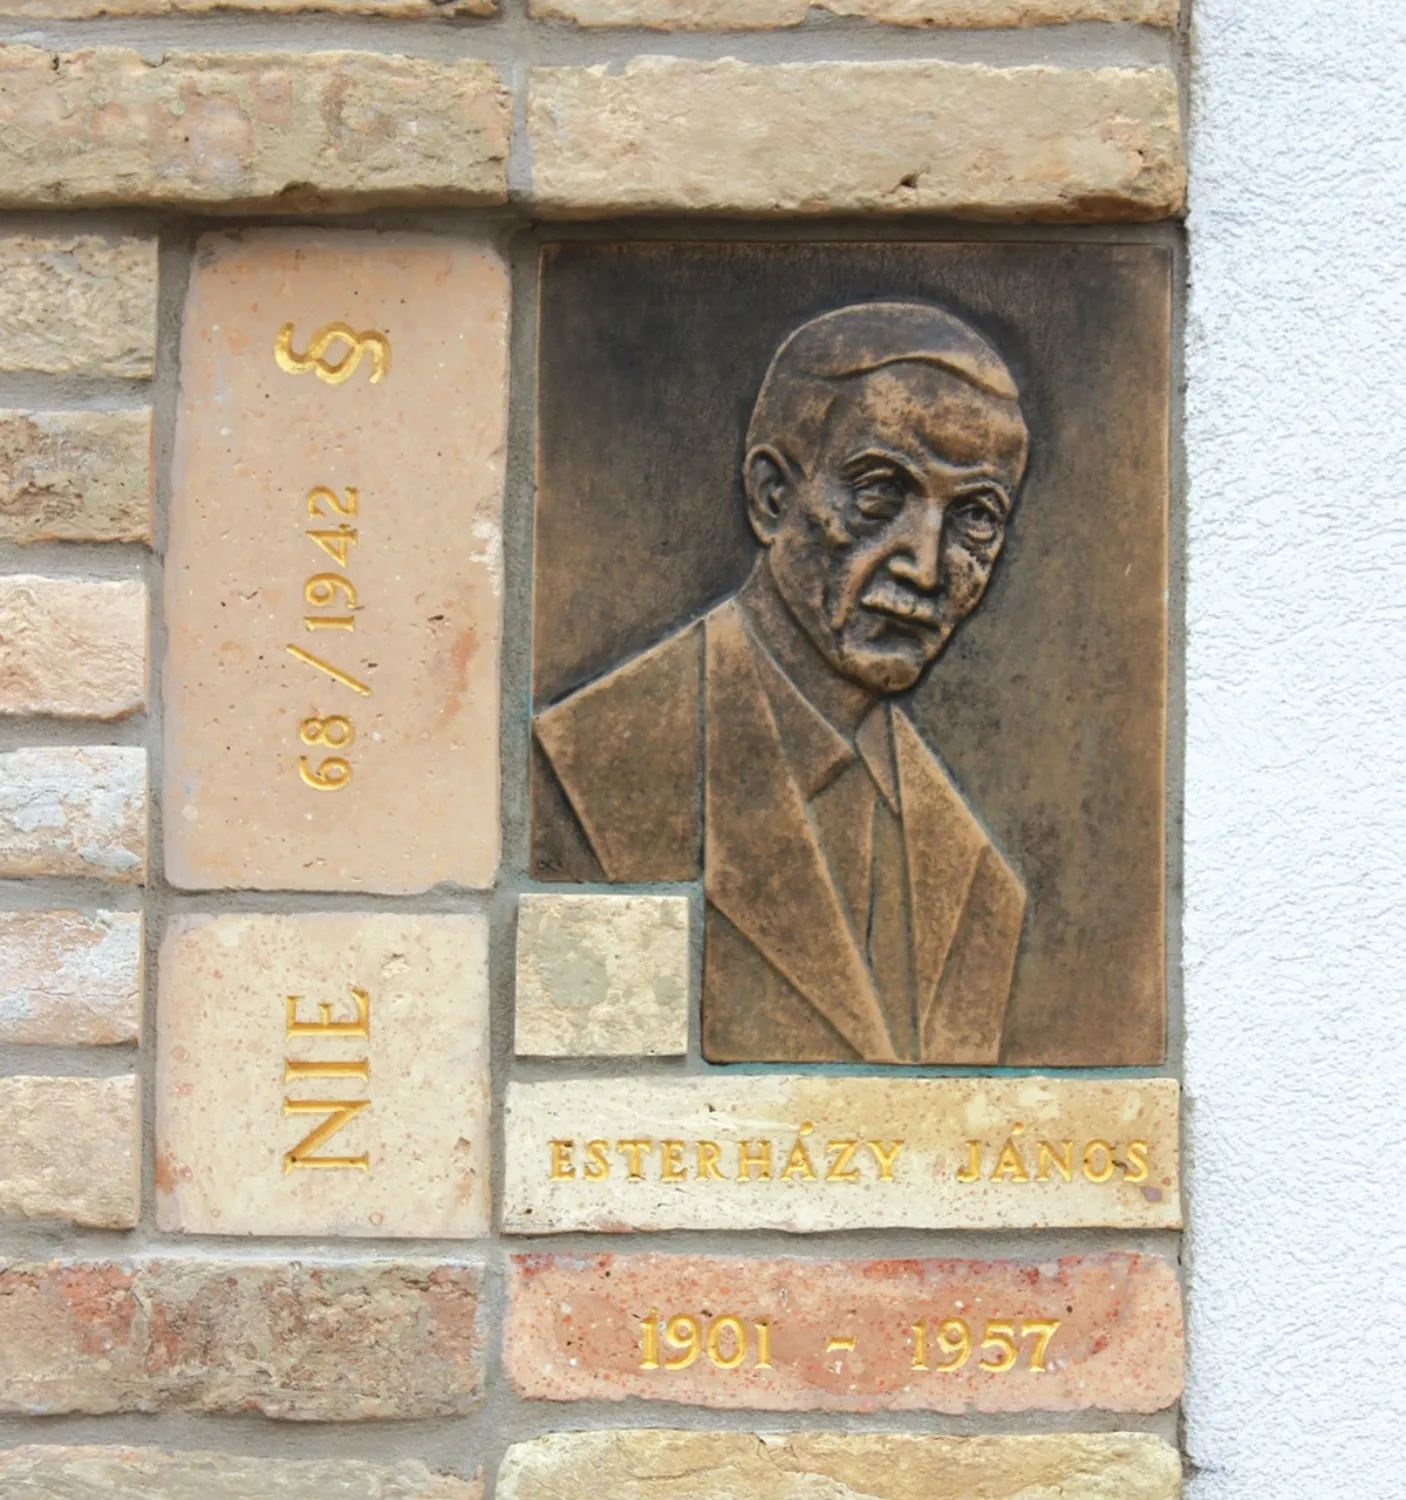 68/1942 §
NIE
ESTERHÁZY JÁNOS
1901 - 1957